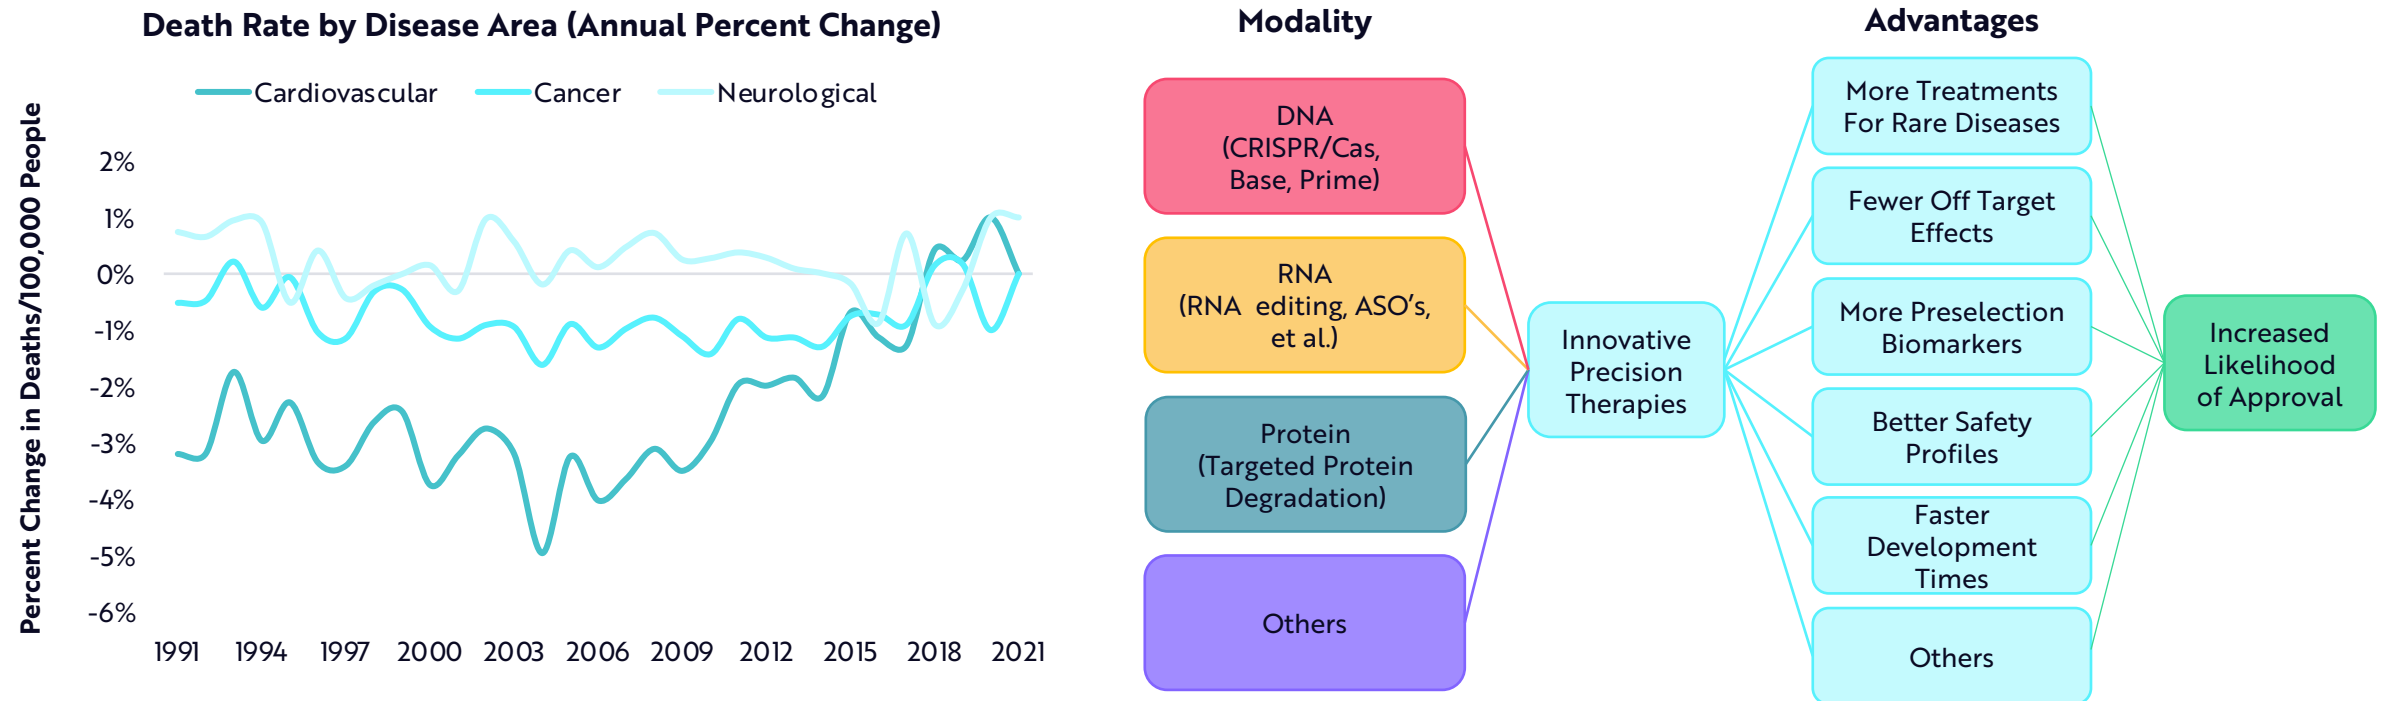 Death Rate by Disease Area (Annual Percent Change)
Cardiovascular
Cancer
Neurological
Percent Change in Deaths/100,000 People
2%
1%
0%
-1%
-2%
-3%
-4%
-5%
-6%
1991
1994
1997
2000
2003
2006
2009
2012
2015
2018
2021
Modality
DNA
(CRISPR/Cas,
Base, Prime)
RNA
(RNA  editing, ASO’s,
et al.)
Protein
(Targeted Protein
Degradation)
Others
Innovative
Precision
Therapies
Advantages
More Treatments
For Rare Diseases
Fewer Off Target
Effects
More Preselection
Biomarkers
Better Safety
Profiles
Faster
Development
Times
Others
Increased
Likelihood
of Approval